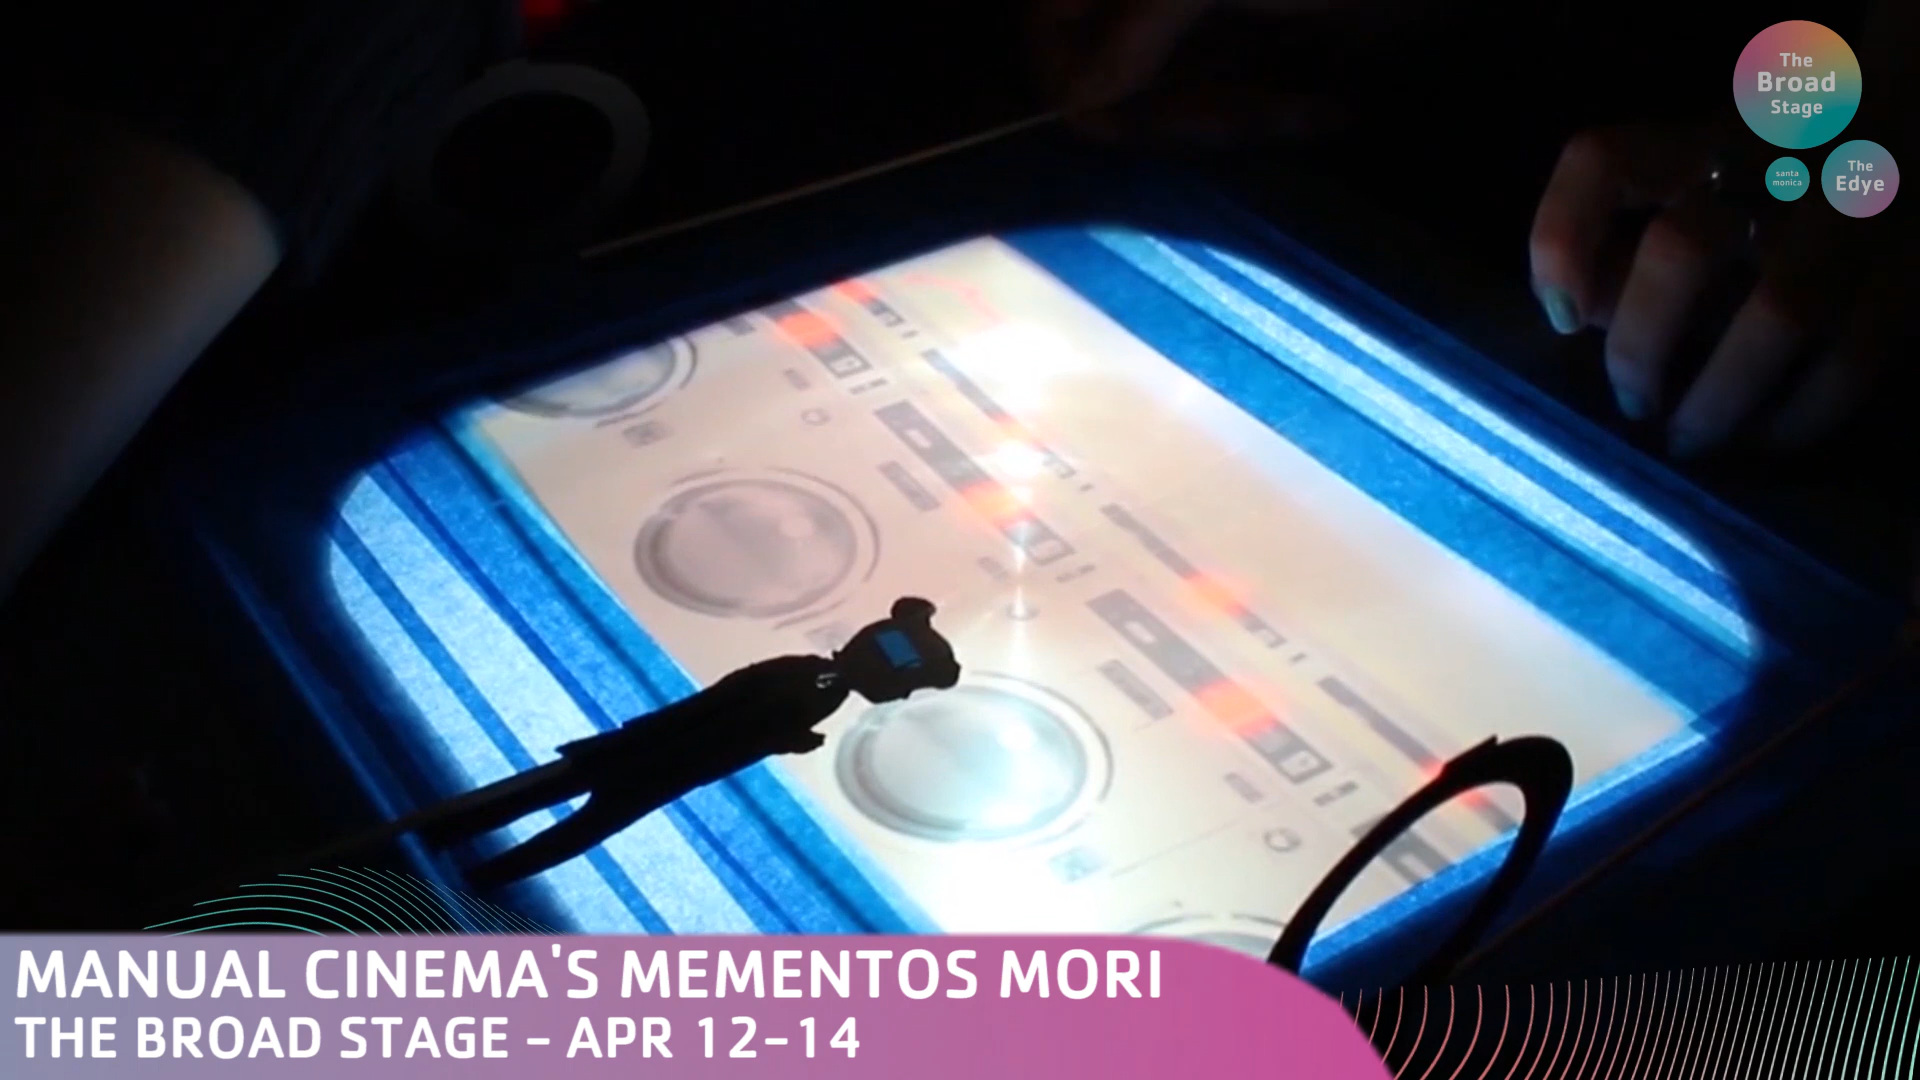 The
Broad
Stage
santa
monica
The
Edye
MANUAL CINEMA'S MEMENTOS MORI
THE BROAD STAGE – APR 12–14